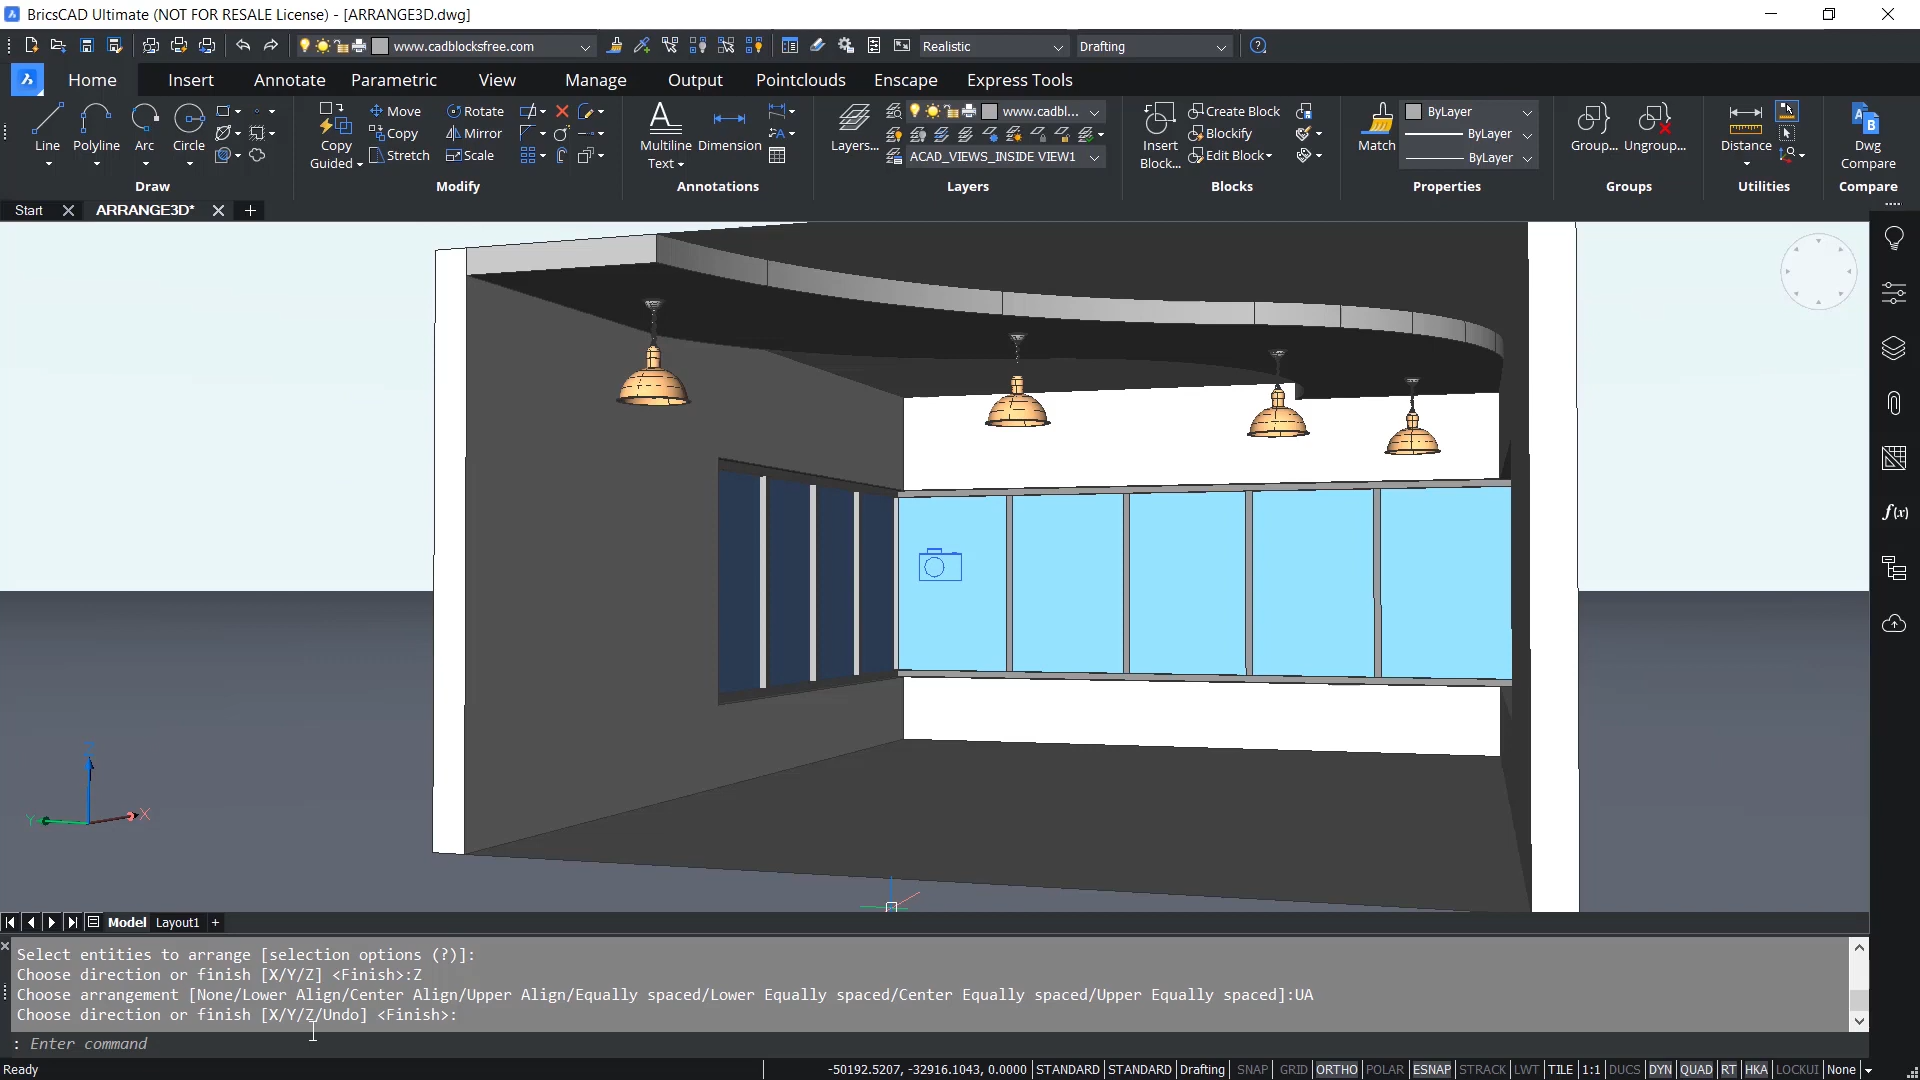 BricsCAD Ultimate (NOT FOR RESALE License) - [ARRANGE3D.dwg]
www.cadblocksfree.com
Realistic
Drafting
Home Insert Annotate Parametric View Manage Output Pointclouds Enscape Express Tools
Line
Polyline
Arc
Circle
Draw
Copy
Guided
Move
Copy
Stretch
Rotate
Mirror
Scale
Modify
Multiline
Text
Dimension
Annotations
Layers...
www.cadbl...
ACAD_VIEWS_INSIDE VIEW1
Layers
Insert
Block...
Create Block
Blockify
Edit Block
Blocks
Match
ByLayer
ByLayer
ByLayer
Properties
Group...
Ungroup...
Groups
Distance
Utilities
Dwg
Compare
Compare
Start
ARRANGE3D*
f(x)
Y
X
Model
Layout1
Select entities to arrange [selection options (?)]:
Choose direction or finish [X/Y/Z] <Finish>:Z
Choose arrangement [None/Lower Align/Center Align/Upper Align/Equally spaced/Lower Equally spaced/Center Equally spaced/Upper Equally spaced]:UA
Choose direction or finish [X/Y/Z/Undo] <Finish>:
: Enter command
Ready
-50192.5207, -32916.1043, 0.0000 STANDARD STANDARD Drafting SNAP GRID ORTHO POLAR ESNAP STRACK LWT TILE 1:1 DUCS DYN QUAD RT HKA LOCKUI None